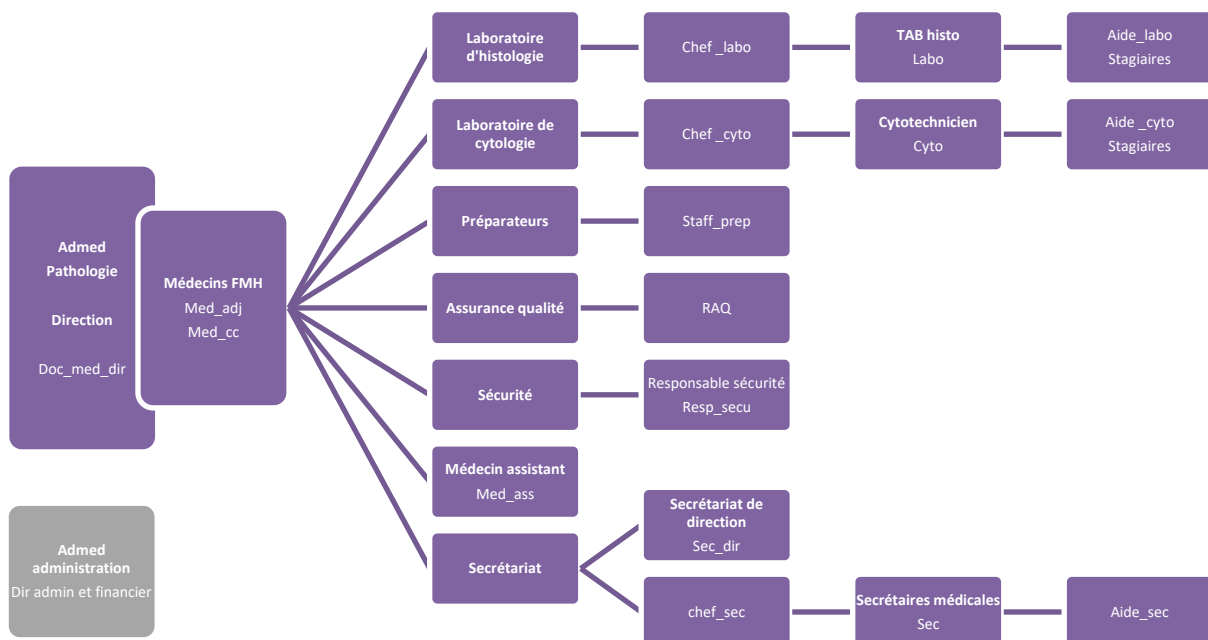 Admed
Pathologie
Direction
Doc_med_dir
Médecins FMH
Med_adj
Med_cc
Laboratoire
d'histologie
Chef _labo
TAB histo
Labo
Aide_labo
Stagiaires
Laboratoire de
cytologie
Chef _cyto
Cytotechnicien
Cyto
Aide _cyto
Stagiaires
Préparateurs
Staff_prep
Assurance qualité
RAQ
Sécurité
Responsable sécurité
Resp_secu
Médecin assistant
Med_ass
Secrétariat
Secrétariat de
direction
Sec_dir
chef_sec
Secrétaires médicales
Sec
Aide_sec
Admed
administration
Dir admin et financier